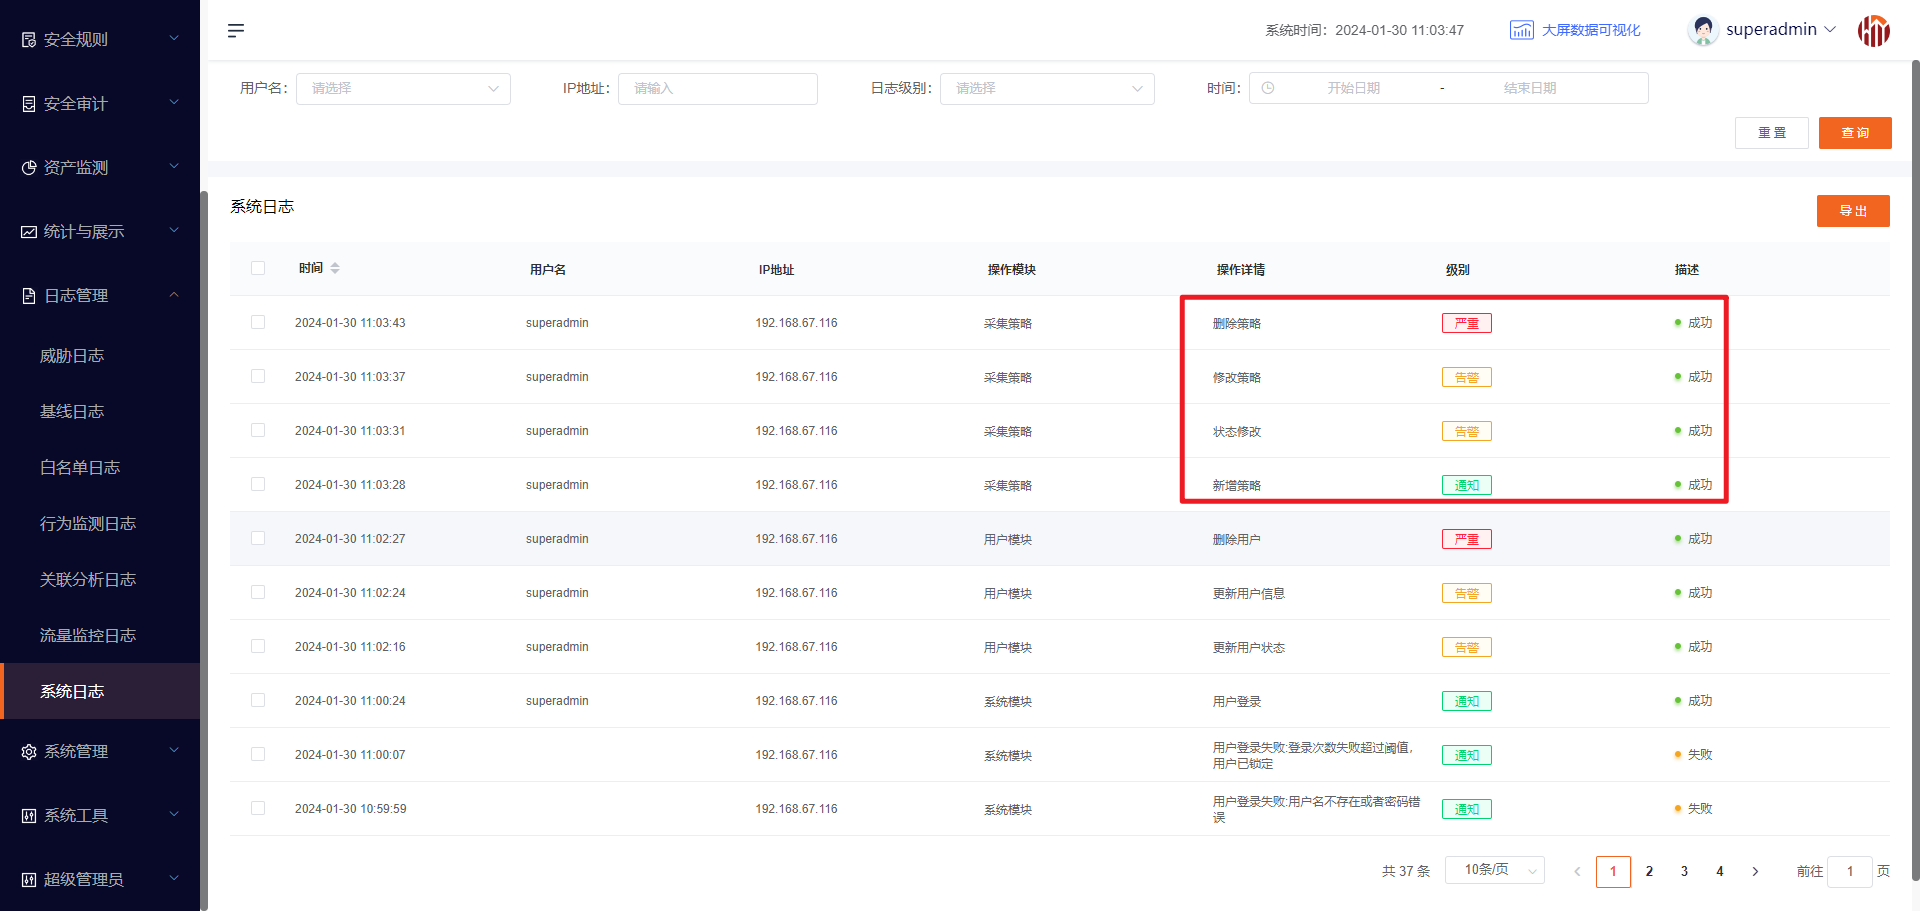 安全规则
安全审计
资产监测
统计与展示
日志管理
威胁日志
基线日志
白名单日志
行为监测日志
关联分析日志
流量监控日志
系统日志
系统管理
系统工具
超级管理员
系统时间：2024-01-30 11:03:47
大屏数据可视化
superadmin
用户名： 请选择 IP地址： 请输入 日志级别： 请选择 时间： 开始日期 - 结束日期
重置 查询
系统日志
导出
时间 用户名 IP地址 操作模块 操作详情 级别 描述
2024-01-30 11:03:43 superadmin 192.168.67.116 采集策略 删除策略 严重 成功
2024-01-30 11:03:37 superadmin 192.168.67.116 采集策略 修改策略 告警 成功
2024-01-30 11:03:31 superadmin 192.168.67.116 采集策略 状态修改 告警 成功
2024-01-30 11:03:28 superadmin 192.168.67.116 采集策略 新增策略 通知 成功
2024-01-30 11:02:27 superadmin 192.168.67.116 用户模块 删除用户 严重 成功
2024-01-30 11:02:24 superadmin 192.168.67.116 用户模块 更新用户信息 告警 成功
2024-01-30 11:02:16 superadmin 192.168.67.116 用户模块 更新用户状态 告警 成功
2024-01-30 11:00:24 superadmin 192.168.67.116 系统模块 用户登录 通知 成功
2024-01-30 11:00:07 192.168.67.116 系统模块 用户登录失败:登录次数失败超过阈值，
用户已锁定 通知 失败
2024-01-30 10:59:59 192.168.67.116 系统模块 用户登录失败:用户名不存在或者密码错
误 通知 失败
共 37 条 10条/页 1 2 3 4 前往 1 页